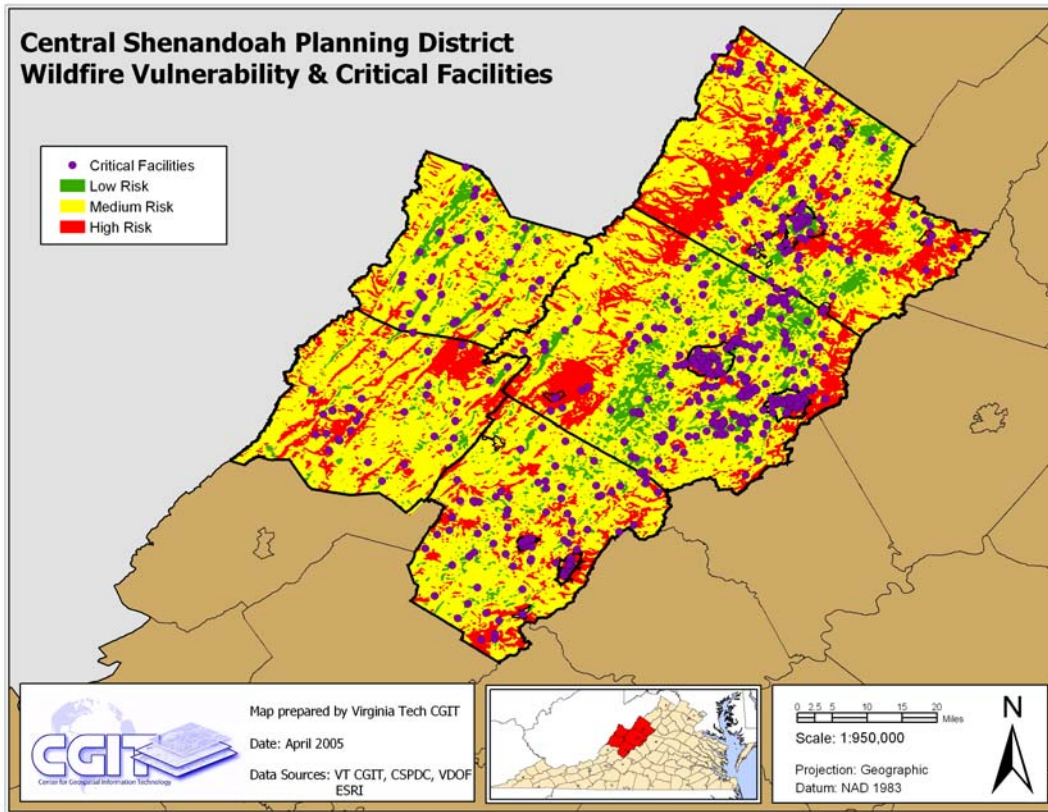 Central Shenandoah Planning District
Wildfire Vulnerability & Critical Facilities
Critical Facilities
Low Risk
Medium Risk
High Risk
CGIT
Center for Geospatial Information Technology
Map prepared by Virginia Tech CGIT
Date: April 2005
Data Sources: VT CGIT, CSPDC, VDOF
ESRI
0 2.5 5 10 15 20
Miles
Scale: 1:950,000
Projection: Geographic
Datum: NAD 1983
N